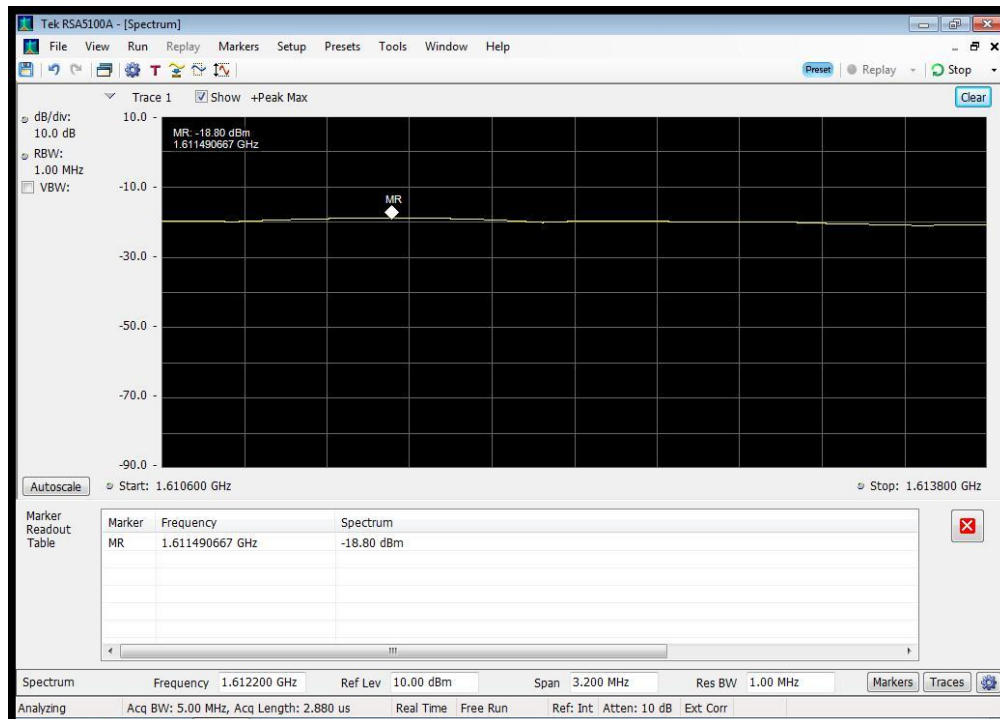 Tek RSA5100A - [Spectrum]
File View Run Replay Markers Setup Presets Tools Window Help
T Preset Replay Stop
Trace 1 Show +Peak Max Clear
dB/div:
10.0 dB
RBW:
1.00 MHz
VBW:
10.0 -
MR: -18.80 dBm
1.611490667 GHz
-10.0 -
MR
-30.0 -
-50.0 -
-70.0 -
-90.0 -
Autoscale Start: 1.610600 GHz Stop: 1.613800 GHz
Marker
Readout
Table
Marker Frequency Spectrum
MR 1.611490667 GHz -18.80 dBm
Spectrum Frequency 1.612200 GHz Ref Lev 10.00 dBm Span 3.200 MHz Res BW 1.00 MHz Markers Traces
Analyzing Acq BW: 5.00 MHz, Acq Length: 2.880 us Real Time Free Run Ref: Int Atten: 10 dB Ext Corr